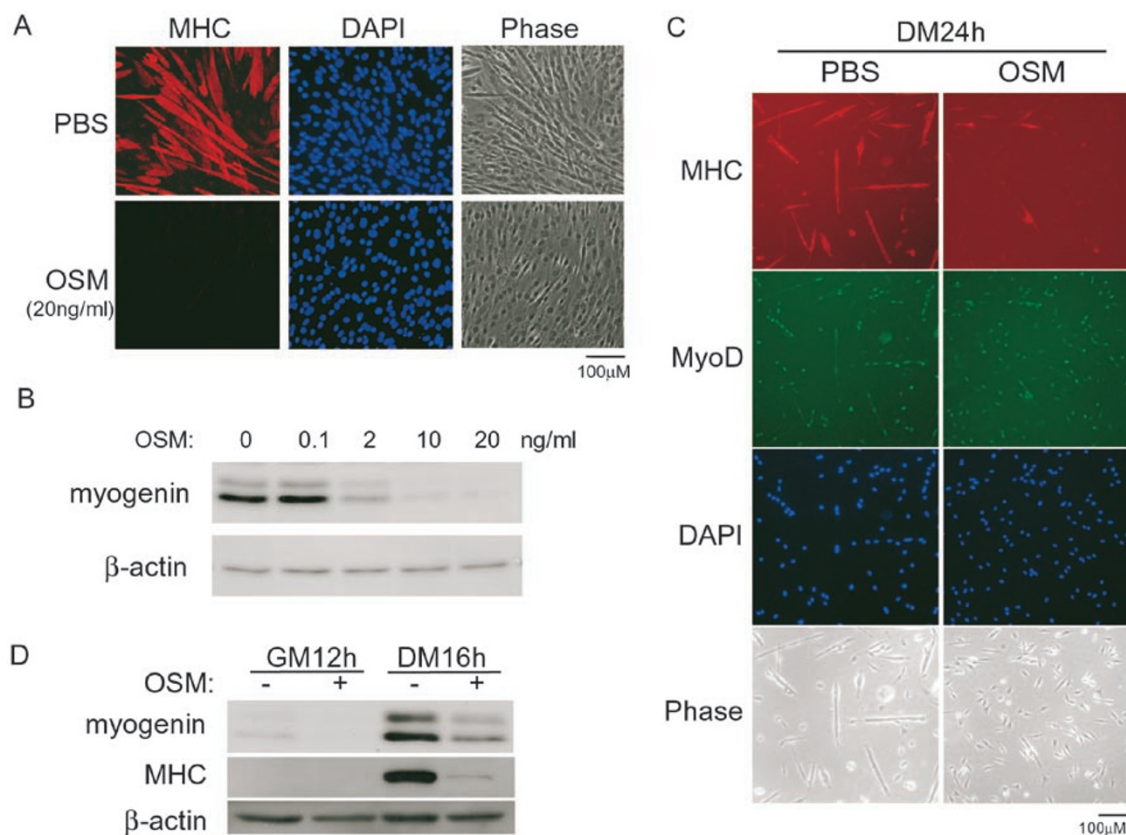 A
MHC DAPI Phase
PBS
OSM
(20ng/ml)
100μM
B
OSM: 0 0.1 2 10 20 ng/ml
myogenin
β-actin
C
DM24h
PBS OSM
MHC
MyoD
DAPI
Phase
100μM
D
GM12h DM16h
OSM: - + - +
myogenin
MHC
β-actin